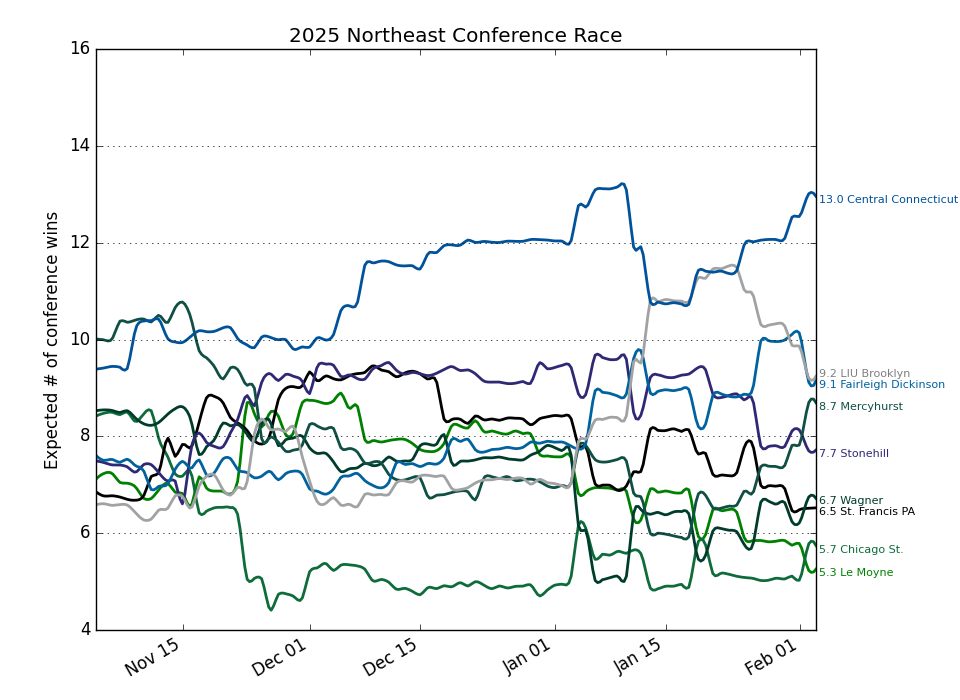 2025 Northeast Conference Race
16
14
12
10
8
6
4
Expected # of conference wins
13.0 Central Connecticut
9.2 LIU Brooklyn
9.1 Fairleigh Dickinson
8.7 Mercyhurst
7.7 Stonehill
6.7 Wagner
6.5 St. Francis PA
5.7 Chicago St.
5.3 Le Moyne
Nov 15
Dec 01
Dec 15
Jan 01
Jan 15
Feb 01